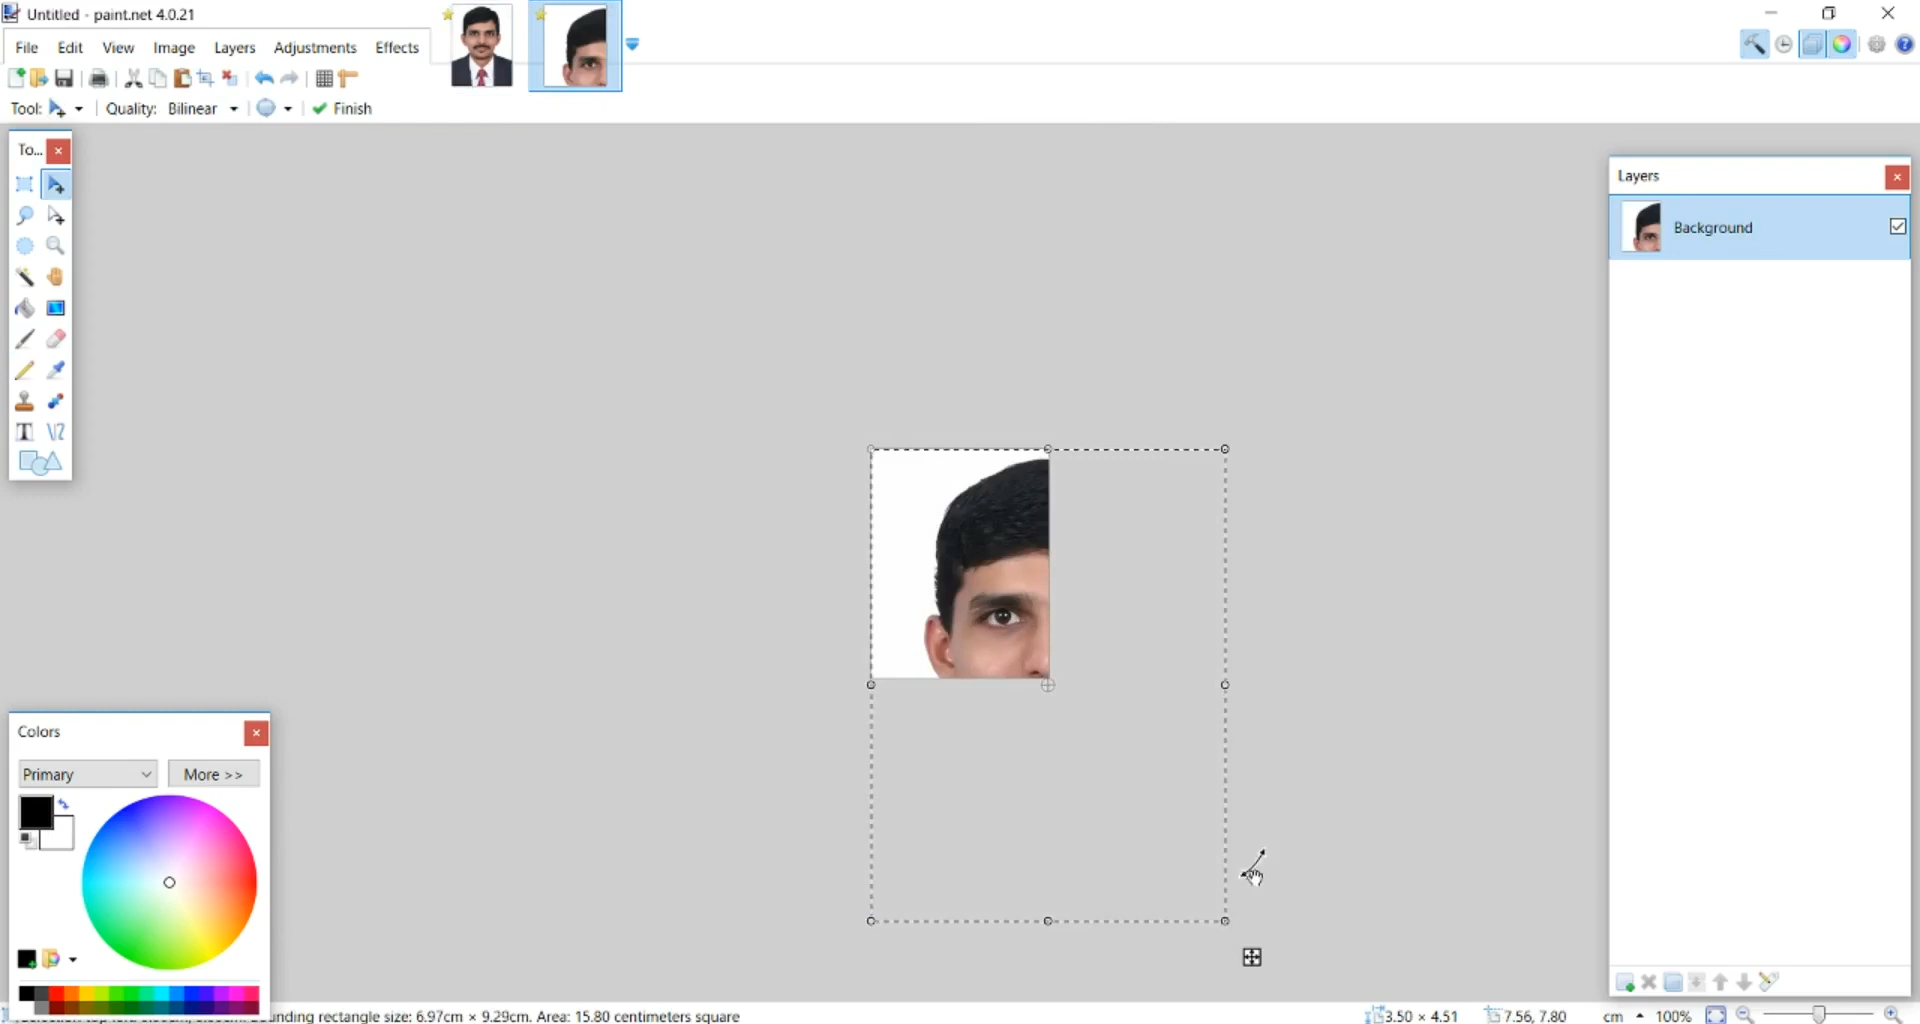 Untitled - paint.net 4.0.21
File Edit View Image Layers Adjustments Effects
Tool: Quality: Bilinear Finish
To...
Layers
Background
Colors
Primary More >>
bounding rectangle size: 6.97cm × 9.29cm. Area: 15.80 centimeters square
3.50 × 4.51 7.56, 7.80 cm 100%